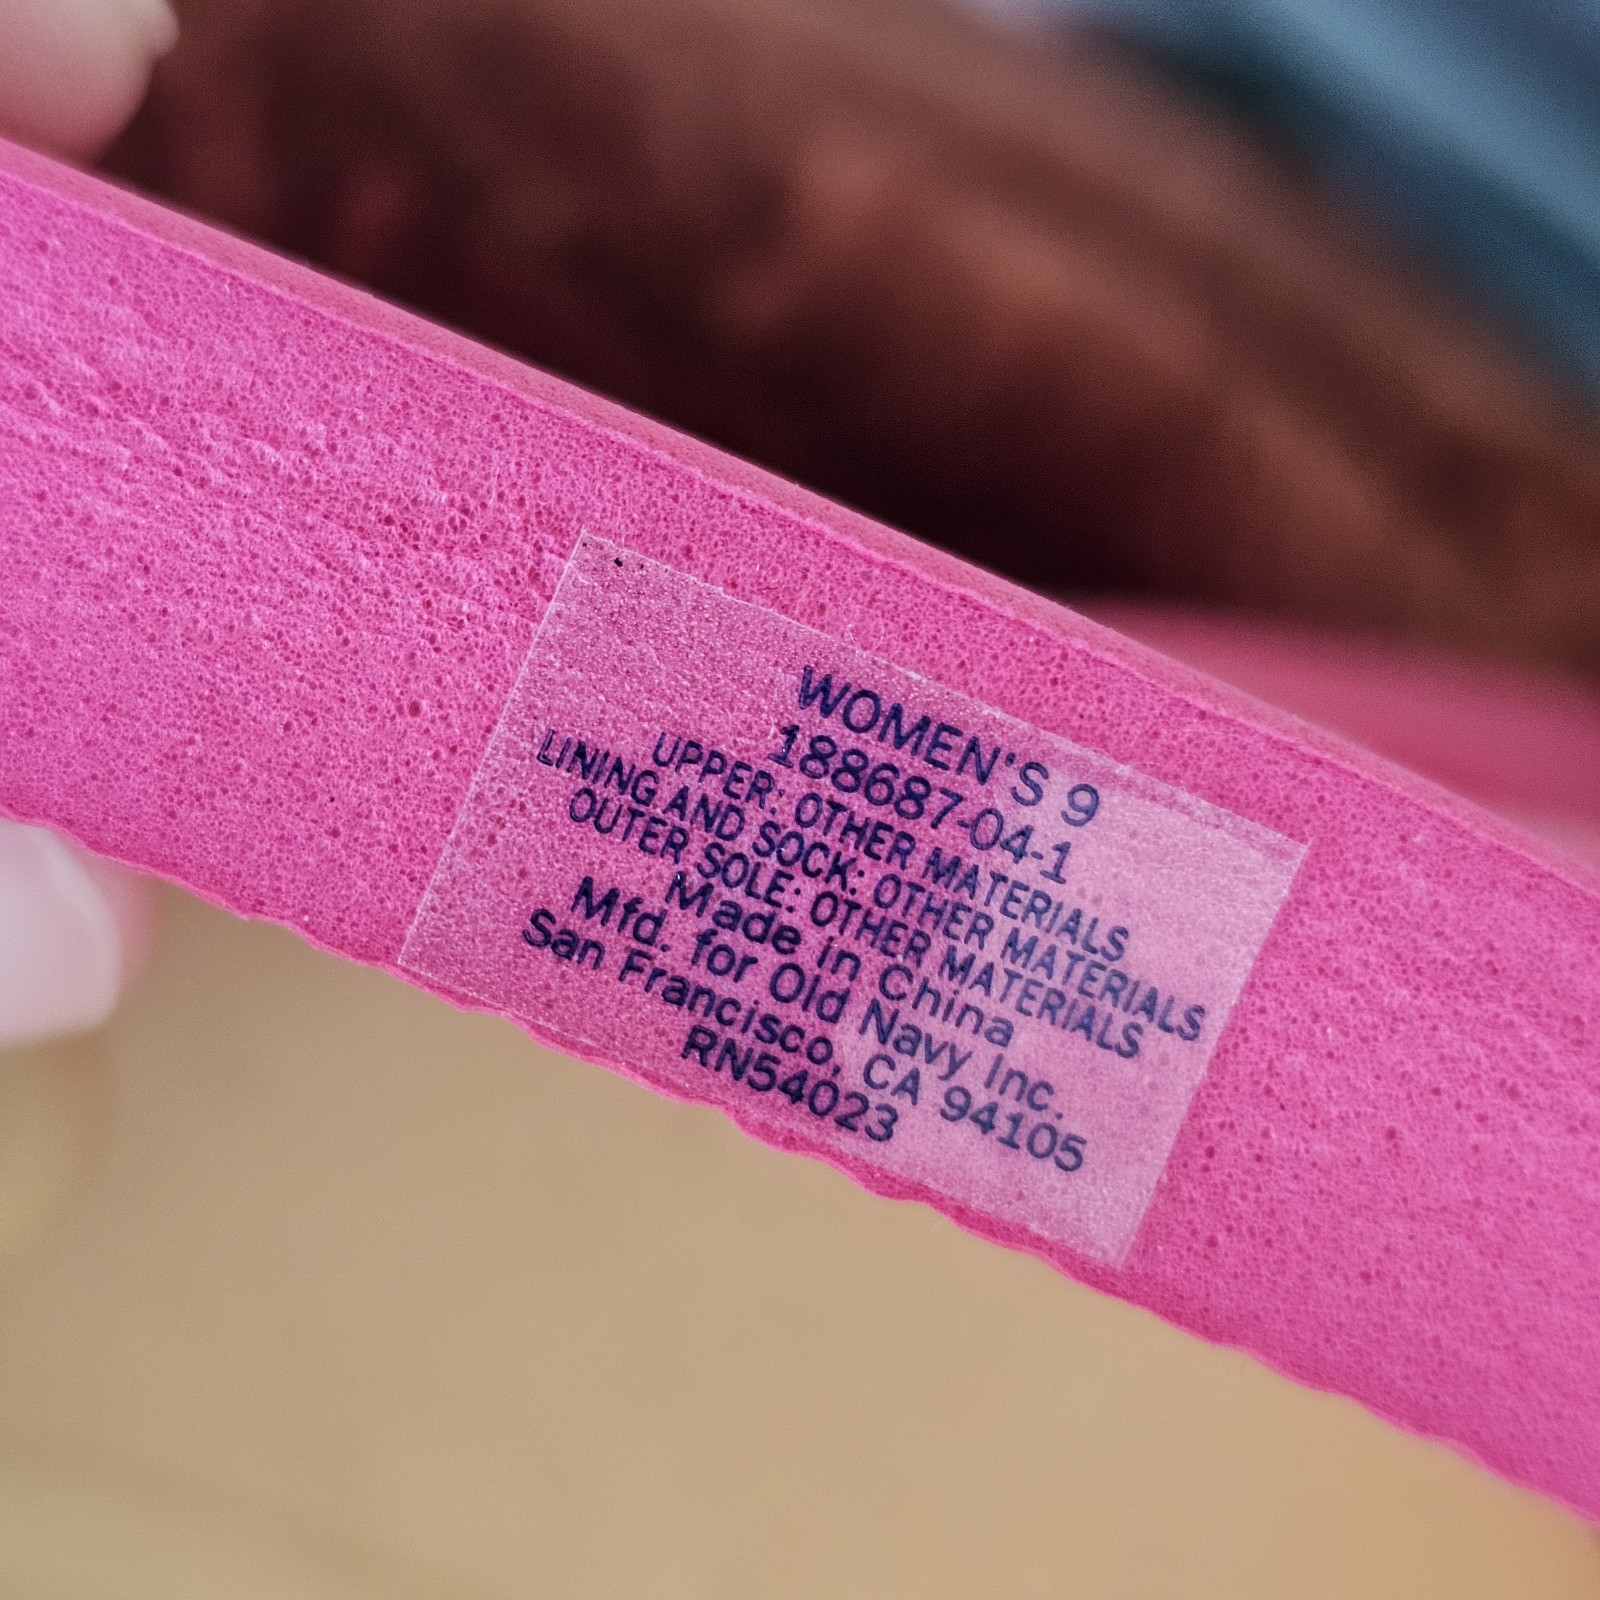 WOMEN'S 9
188687-04-1
UPPER: OTHER MATERIALS
LINING AND SOCK: OTHER MATERIALS
OUTER SOLE: OTHER MATERIALS
Made in China
Mfd. for Old Navy Inc.
San Francisco, CA 94105
RN54023